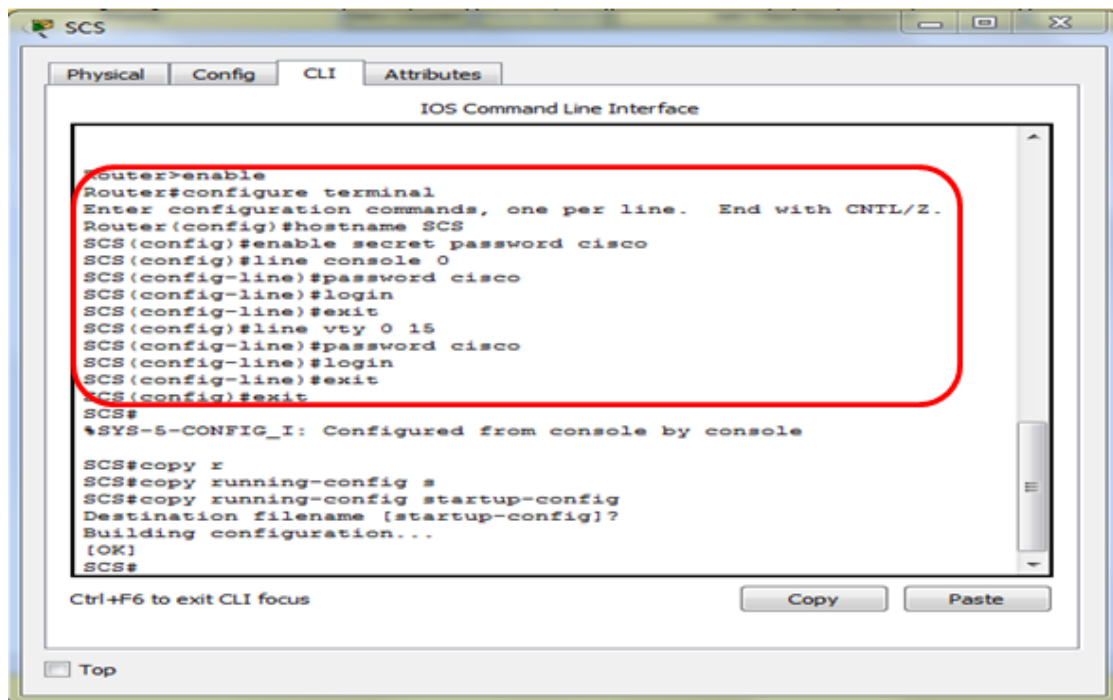 SCS
Physical Config CLI Attributes
IOS Command Line Interface
Router>enable
Router#configure terminal
Enter configuration commands, one per line.  End with CNTL/Z.
Router(config)#hostname SCS
SCS(config)#enable secret password cisco
SCS(config)#line console 0
SCS(config-line)#password cisco
SCS(config-line)#login
SCS(config-line)#exit
SCS(config)#line vty 0 15
SCS(config-line)#password cisco
SCS(config-line)#login
SCS(config-line)#exit
SCS(config)#exit
SCS#
%SYS-5-CONFIG_I: Configured from console by console
SCS#copy r
SCS#copy running-config s
SCS#copy running-config startup-config
Destination filename [startup-config]?
Building configuration...
[OK]
SCS#
Ctrl+F6 to exit CLI focus Copy Paste
Top